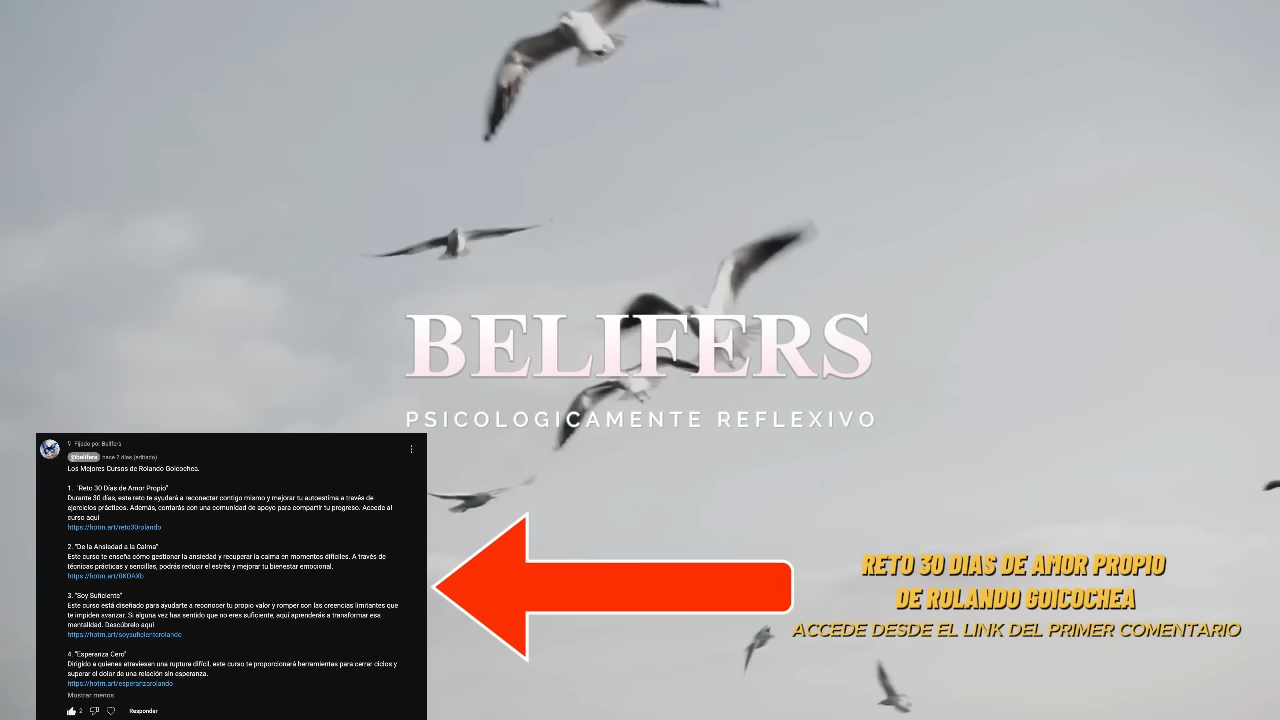 BELIFERS
PSICOLOGICAMENTE REFLEXIVO
Fijado por Belifers
@belifers hace 2 días (editado)
Los Mejores Cursos de Rolando Goicochea.
1. "Reto 30 Días de Amor Propio"
Durante 30 días, este reto te ayudará a reconectar contigo mismo y mejorar tu autoestima a través de
ejercicios prácticos. Además, contarás con una comunidad de apoyo para compartir tu progreso. Accede al
curso aquí
https://hotm.art/reto30rolando
2. "De la Ansiedad a la Calma"
Este curso te enseña cómo gestionar la ansiedad y recuperar la calma en momentos difíciles. A través de
técnicas prácticas y sencillas, podrás reducir el estrés y mejorar tu bienestar emocional.
https://hotm.art/0KOAXb
3. "Soy Suficiente"
Este curso está diseñado para ayudarte a reconocer tu propio valor y romper con las creencias limitantes que
te impiden avanzar. Si alguna vez has sentido que no eres suficiente, aquí aprenderás a transformar esa
mentalidad. Descúbrelo aquí
https://hotm.art/soysuficienterolando
4. "Esperanza Cero"
Dirigido a quienes atraviesan una ruptura difícil, este curso te proporcionará herramientas para cerrar ciclos y
superar el dolor de una relación sin esperanza.
https://hotm.art/esperanzarolando
Mostrar menos
2 Responder
RETO 30 DIAS DE AMOR PROPIO
DE ROLANDO GOICOCHEA
ACCEDE DESDE EL LINK DEL PRIMER COMENTARIO